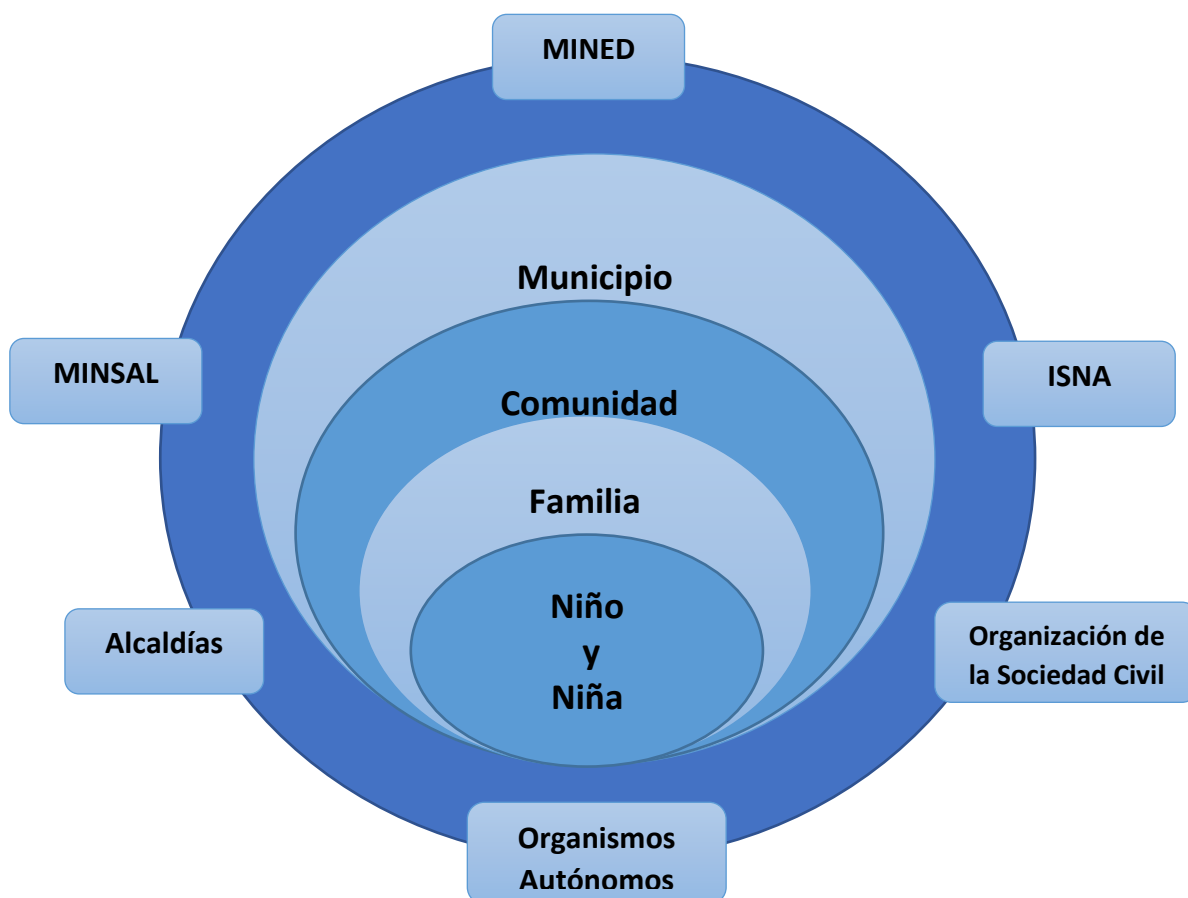 MINED
Municipio
MINSAL
ISNA
Comunidad
Familia
Niño
y
Niña
Alcaldías
Organización de
la Sociedad Civil
Organismos
Autónomos